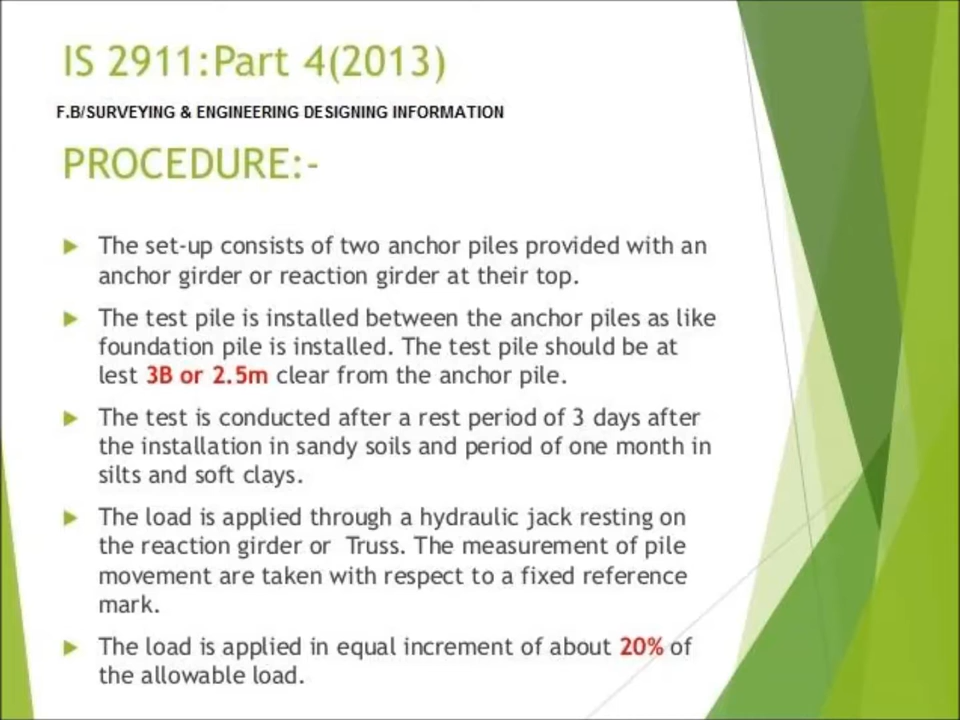 IS 2911:Part 4(2013)
F.B/SURVEYING & ENGINEERING DESIGNING INFORMATION
PROCEDURE:-
The set-up consists of two anchor piles provided with an
anchor girder or reaction girder at their top.
The test pile is installed between the anchor piles as like
foundation pile is installed. The test pile should be at
lest 3B or 2.5m clear from the anchor pile.
The test is conducted after a rest period of 3 days after
the installation in sandy soils and period of one month in
silts and soft clays.
The load is applied through a hydraulic jack resting on
the reaction girder or Truss. The measurement of pile
movement are taken with respect to a fixed reference
mark.
The load is applied in equal increment of about 20% of
the allowable load.